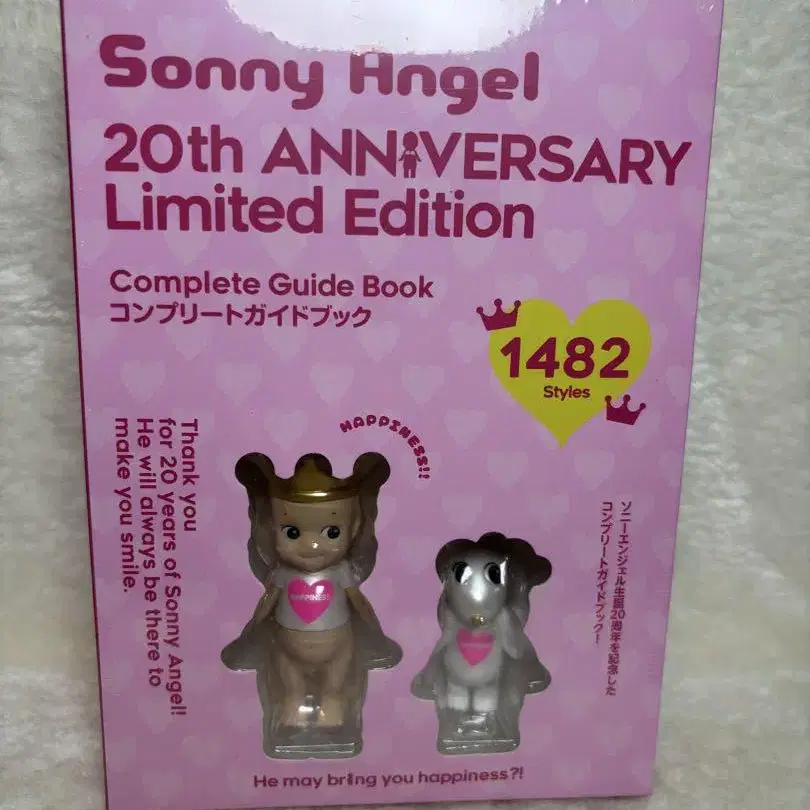 Sonny Angel
20th ANNIVERSARY
Limited Edition
Complete Guide Book
コンプリートガイドブック
1482
Styles
HAPPINESS!!
Thank you
for 20 years of Sonny Angel!
He will always be there to
make you smile.
ソニーエンジェル生誕20周年を記念した
コンプリートガイドブック!
HAPPINESS
He may bring you happiness?!